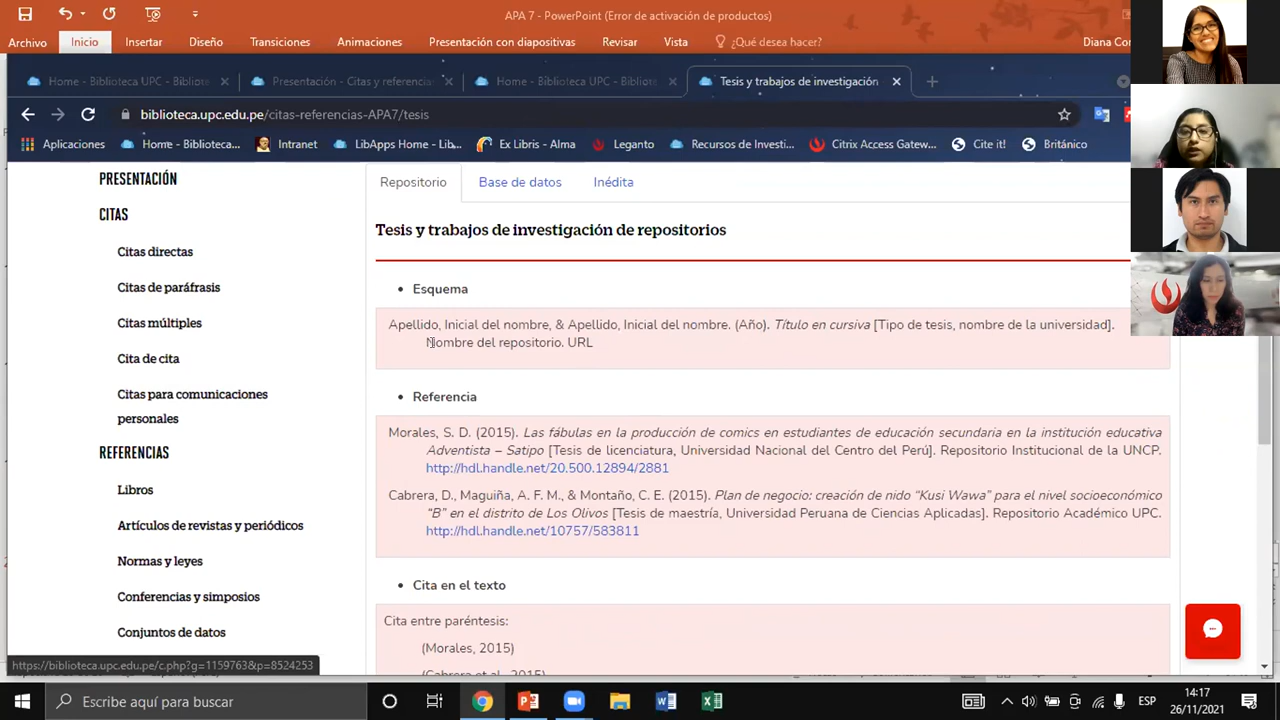 APA 7 - PowerPoint (Error de activación de productos)
Archivo Inicio Insertar Diseño Transiciones Animaciones Presentación con diapositivas Revisar Vista ¿Qué desea hacer? Diana Cor
Home - Biblioteca UPC - Bibliote Presentación - Citas y referencia Home - Biblioteca UPC - Bibliote Tesis y trabajos de investigación
biblioteca.upc.edu.pe/citas-referencias-APA7/tesis
Aplicaciones Home - Biblioteca... Intranet LibApps Home - Lib... Ex Libris - Alma Leganto Recursos de Investi... Citrix Access Gatew... Cite it! Británico
PRESENTACIÓN
CITAS
Citas directas
Citas de paráfrasis
Citas múltiples
Cita de cita
Citas para comunicaciones
personales
REFERENCIAS
Libros
Artículos de revistas y periódicos
Normas y leyes
Conferencias y simposios
Conjuntos de datos
Repositorio Base de datos Inédita
Tesis y trabajos de investigación de repositorios
• Esquema
Apellido, Inicial del nombre, & Apellido, Inicial del nombre. (Año). Título en cursiva [Tipo de tesis, nombre de la universidad].
Nombre del repositorio. URL
• Referencia
Morales, S. D. (2015). Las fábulas en la producción de comics en estudiantes de educación secundaria en la institución educativa
Adventista – Satipo [Tesis de licenciatura, Universidad Nacional del Centro del Perú]. Repositorio Institucional de la UNCP.
http://hdl.handle.net/20.500.12894/2881
Cabrera, D., Maguiña, A. F. M., & Montaño, C. E. (2015). Plan de negocio: creación de nido “Kusi Wawa” para el nivel socioeconómico
“B” en el distrito de Los Olivos [Tesis de maestría, Universidad Peruana de Ciencias Aplicadas]. Repositorio Académico UPC.
http://hdl.handle.net/10757/583811
• Cita en el texto
Cita entre paréntesis:
(Morales, 2015)
(Cabrera et al., 2015)
https://biblioteca.upc.edu.pe/c.php?g=1159763&p=8524253
Escribe aquí para buscar
ESP
14:17
26/11/2021